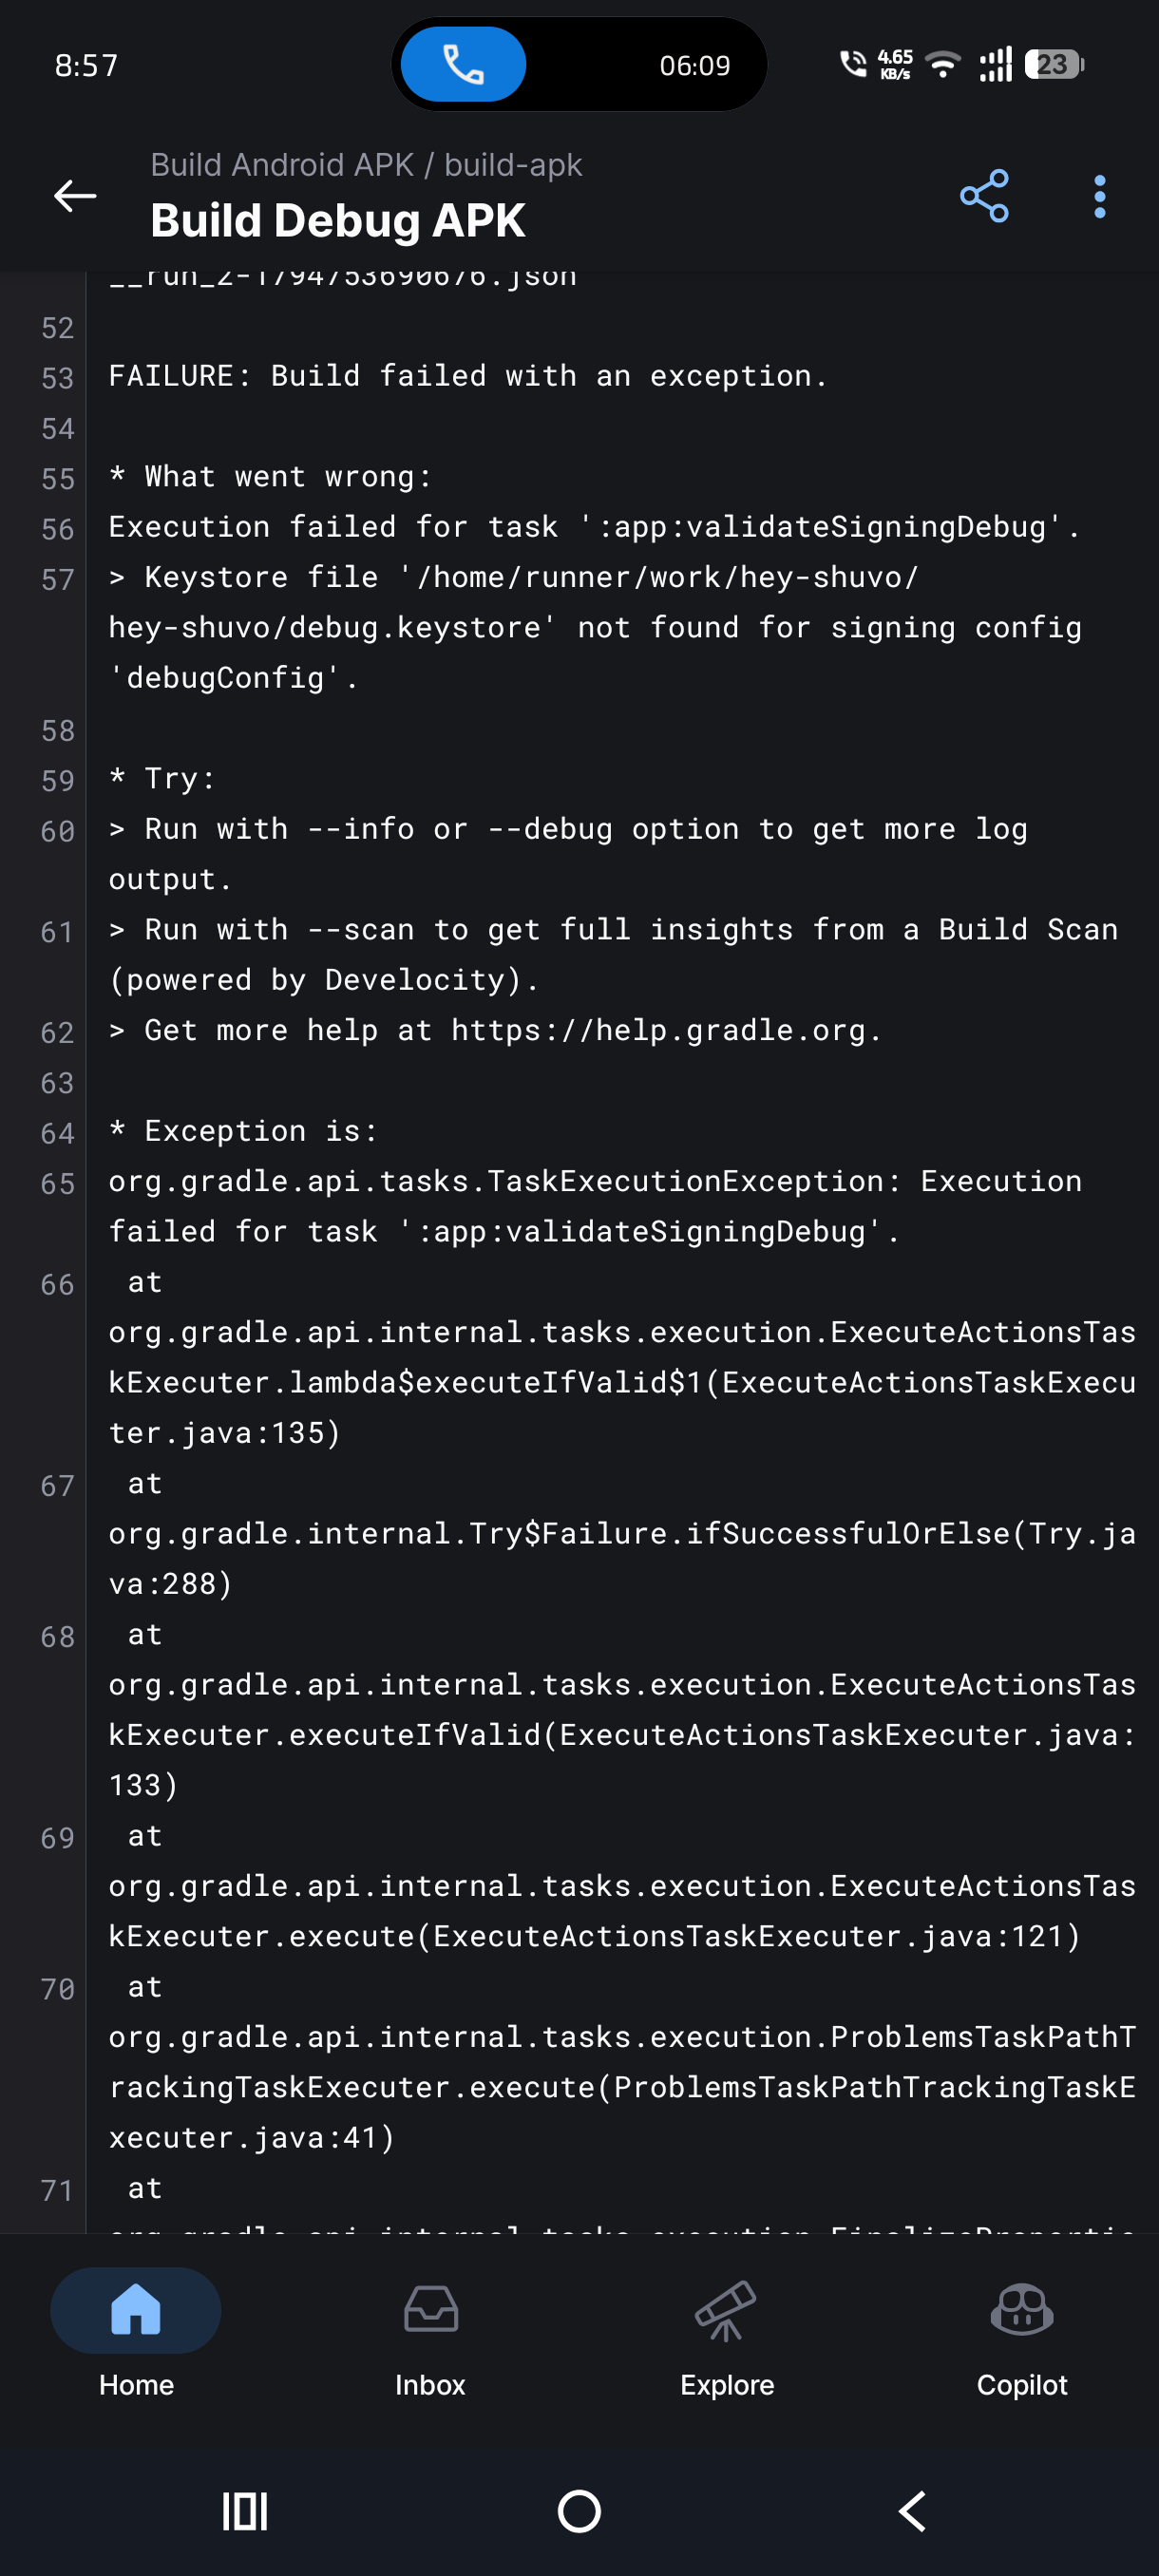 8:57
06:09
4.65
KB/s
23
Build Android APK / build-apk
Build Debug APK
__run_2-1794753690676.json
52
53 FAILURE: Build failed with an exception.
54
55 * What went wrong:
56 Execution failed for task ':app:validateSigningDebug'.
57 > Keystore file '/home/runner/work/hey-shuvo/
hey-shuvo/debug.keystore' not found for signing config
'debugConfig'.
58
59 * Try:
60 > Run with --info or --debug option to get more log
output.
61 > Run with --scan to get full insights from a Build Scan
(powered by Develocity).
62 > Get more help at https://help.gradle.org.
63
64 * Exception is:
65 org.gradle.api.tasks.TaskExecutionException: Execution
failed for task ':app:validateSigningDebug'.
66 at
org.gradle.api.internal.tasks.execution.ExecuteActionsTas
kExecuter.lambda$executeIfValid$1(ExecuteActionsTaskExecu
ter.java:135)
67 at
org.gradle.internal.Try$Failure.ifSuccessfulOrElse(Try.ja
va:288)
68 at
org.gradle.api.internal.tasks.execution.ExecuteActionsTas
kExecuter.executeIfValid(ExecuteActionsTaskExecuter.java:
133)
69 at
org.gradle.api.internal.tasks.execution.ExecuteActionsTas
kExecuter.execute(ExecuteActionsTaskExecuter.java:121)
70 at
org.gradle.api.internal.tasks.execution.ProblemsTaskPathT
rackingTaskExecuter.execute(ProblemsTaskPathTrackingTaskE
xecuter.java:41)
71 at
Home
Inbox
Explore
Copilot